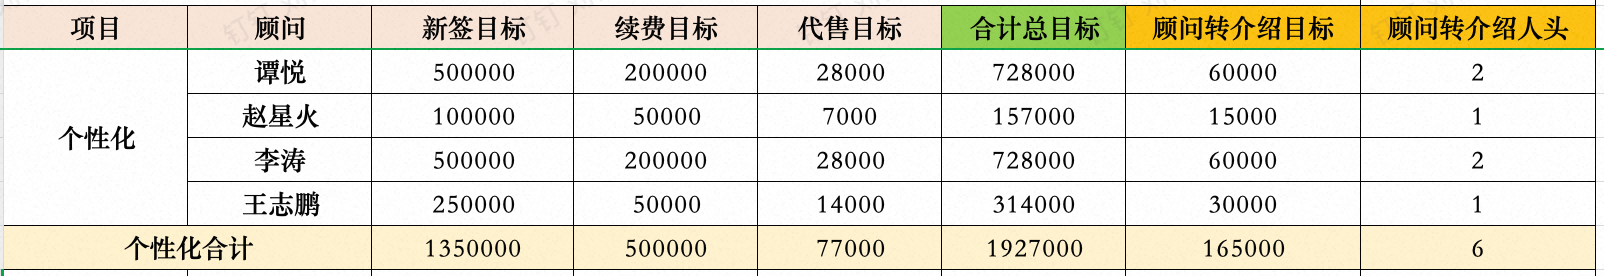 项目 顾问 新签目标 续费目标 代售目标 合计总目标 顾问转介绍目标 顾问转介绍人头
谭悦 500000 200000 28000 728000 60000 2
赵星火 100000 50000 7000 157000 15000 1
个性化
李涛 500000 200000 28000 728000 60000 2
王志鹏 250000 50000 14000 314000 30000 1
个性化合计 1350000 500000 77000 1927000 165000 6